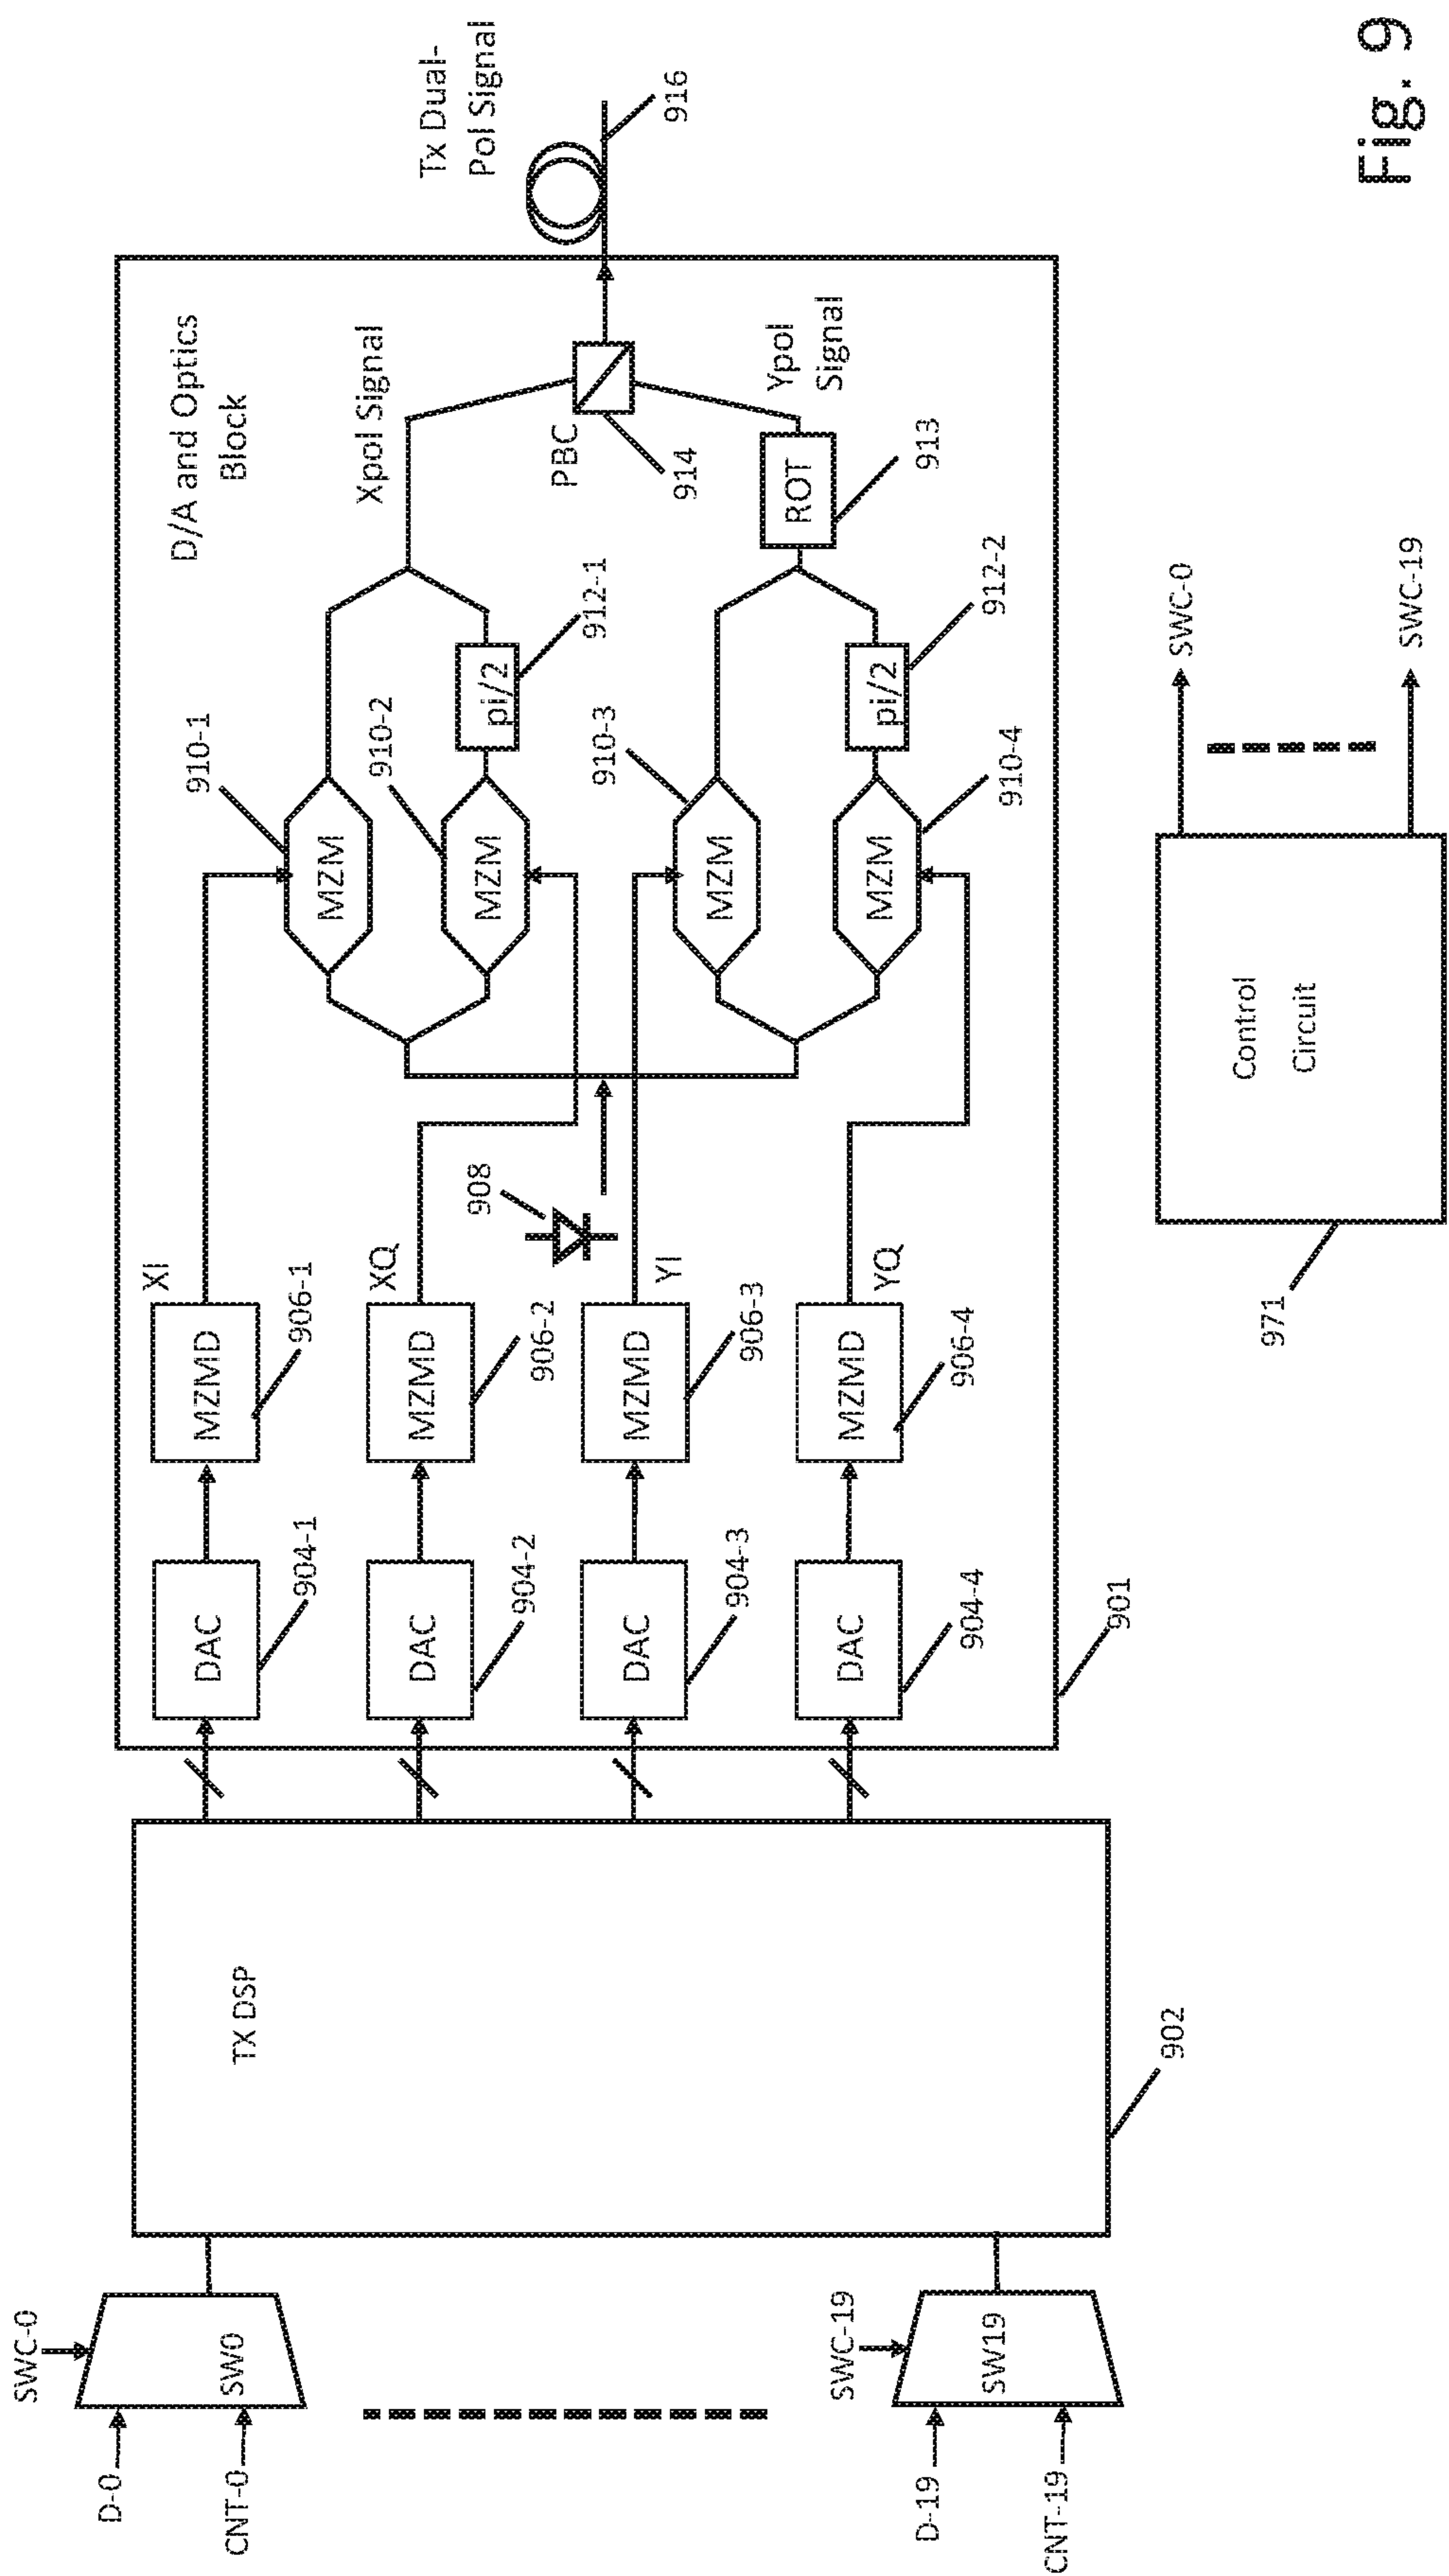 SWC-0
D-0
CNT-0
SW0
SWC-19
D-19
CNT-19
SW19
TX DSP
902
D/A and Optics
Block
DAC
904-1
DAC
904-2
DAC
904-3
DAC
904-4
901
MZMD
XI
906-1
MZMD
XQ
906-2
MZMD
YI
906-3
MZMD
YQ
906-4
908
MZM
910-1
MZM
910-2
MZM
910-3
MZM
910-4
pi/2
912-1
pi/2
912-2
Xpol Signal
ROT
913
Ypol
Signal
PBC
914
Tx Dual-
Pol Signal
916
Control
Circuit
971
SWC-0
SWC-19
Fig. 9